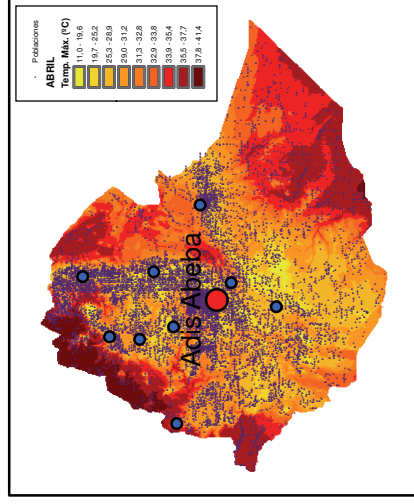 · Poblaciones
ABRIL
Temp. Máx. (ºC)
11,0 - 19,6
19,7 - 25,2
25,3 - 28,9
29,0 - 31,2
31,3 - 32,8
32,9 - 33,8
33,9 - 35,4
35,5 - 37,7
37,8 - 41,4
Adis Abeba